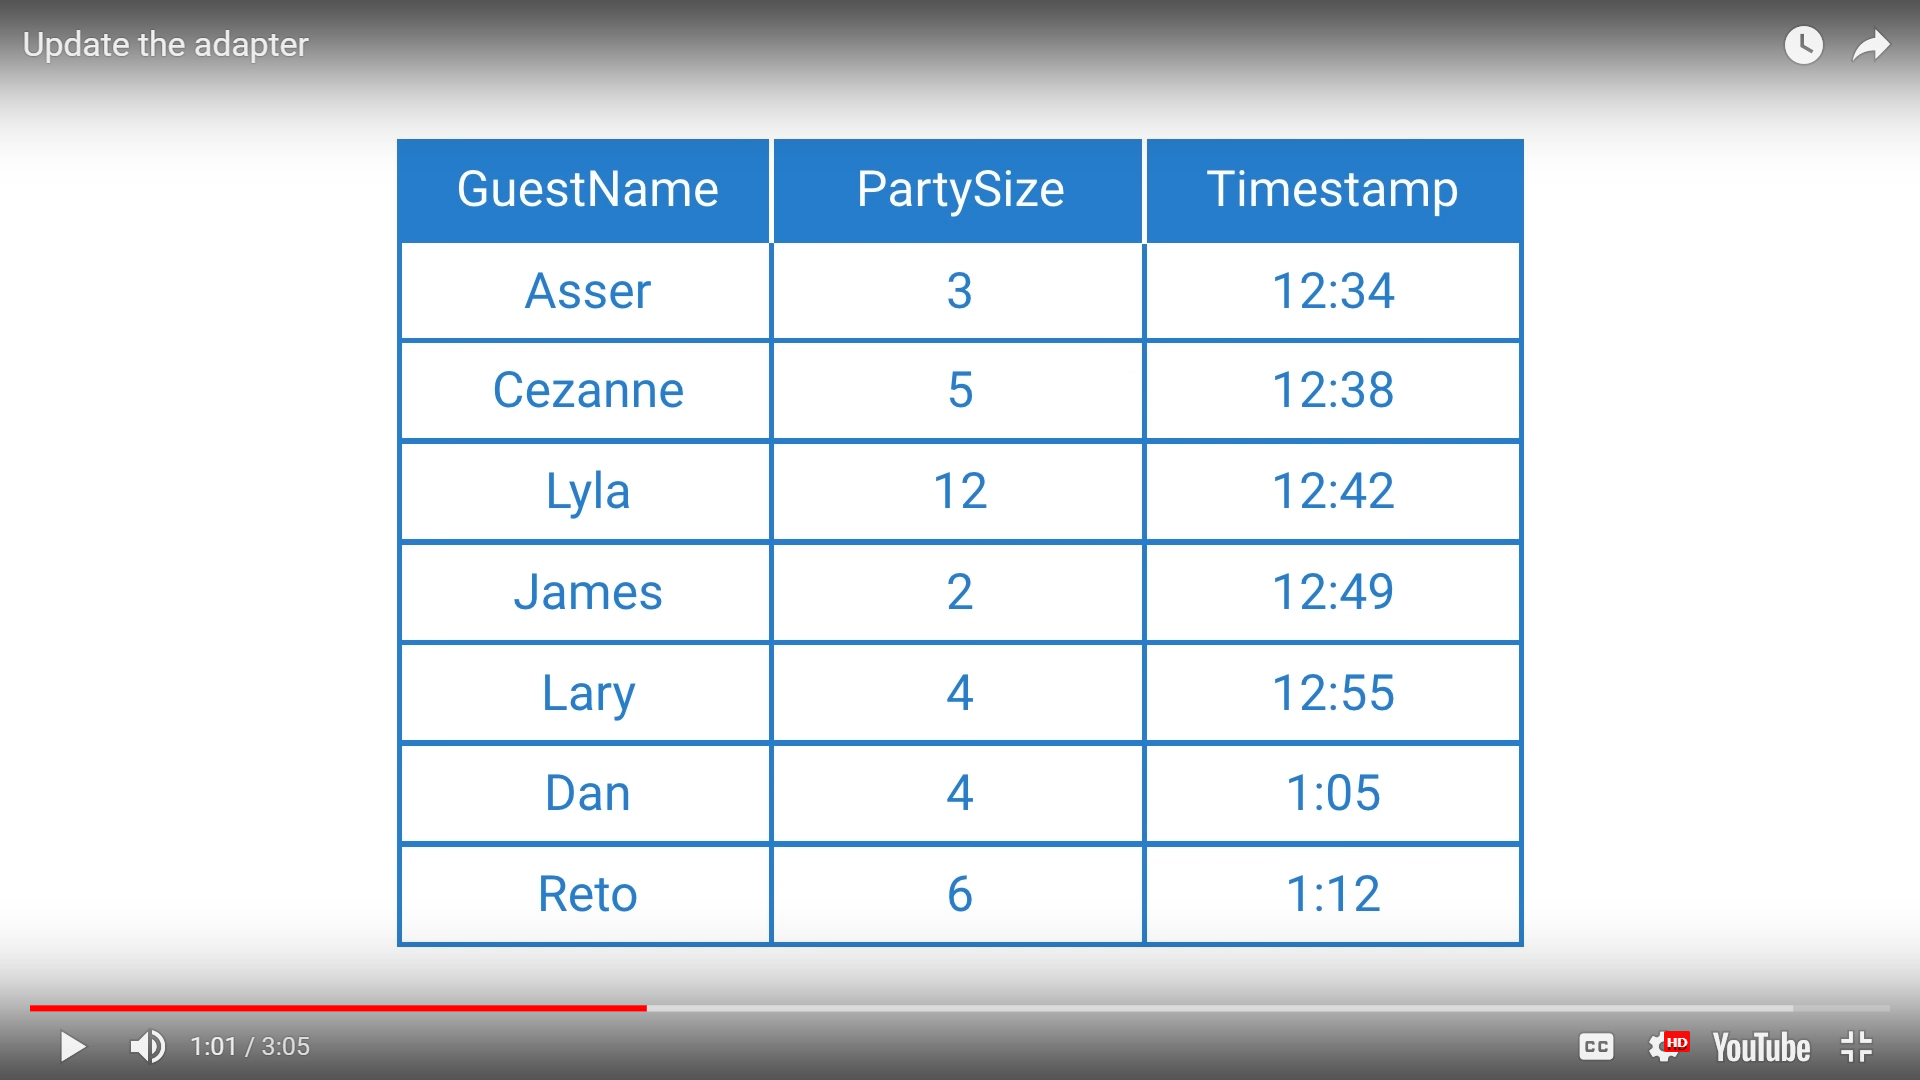 Update the adapter
GuestName PartySize Timestamp
Asser 3 12:34
Cezanne 5 12:38
Lyla 12 12:42
James 2 12:49
Lary 4 12:55
Dan 4 1:05
Reto 6 1:12
1:01 / 3:05 CC HD YouTube